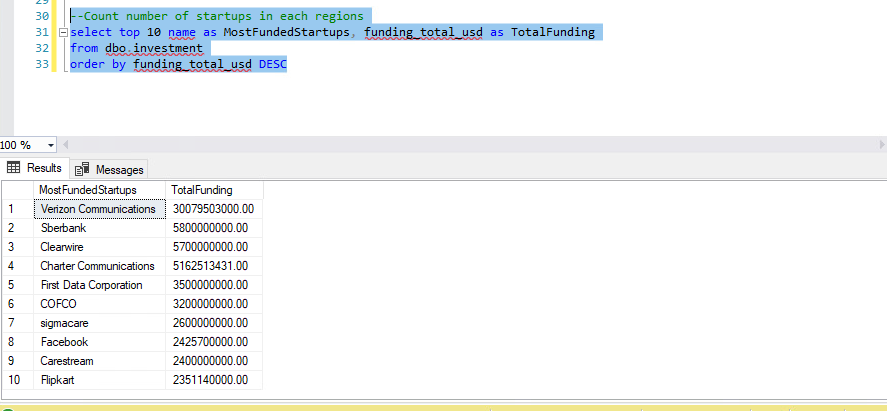 30 --Count number of startups in each regions
31 select top 10 name as MostFundedStartups, funding_total_usd as TotalFunding
32 from dbo.investment
33 order by funding_total_usd DESC
100 %
Results Messages
MostFundedStartups TotalFunding
1 Verizon Communications 30079503000.00
2 Sberbank 5800000000.00
3 Clearwire 5700000000.00
4 Charter Communications 5162513431.00
5 First Data Corporation 3500000000.00
6 COFCO 3200000000.00
7 sigmacare 2600000000.00
8 Facebook 2425700000.00
9 Carestream 2400000000.00
10 Flipkart 2351140000.00